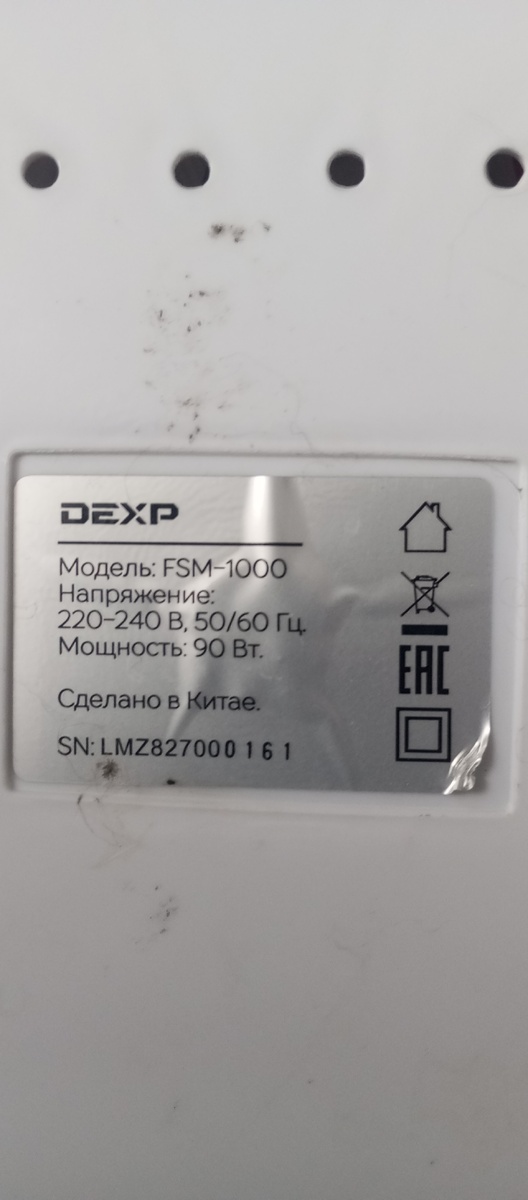 DEXP
Модель: FSM-1000
Напряжение:
220-240 В, 50/60 Гц.
Мощность: 90 Вт.
Сделано в Китае.
SN: LMZ827000161
EAC